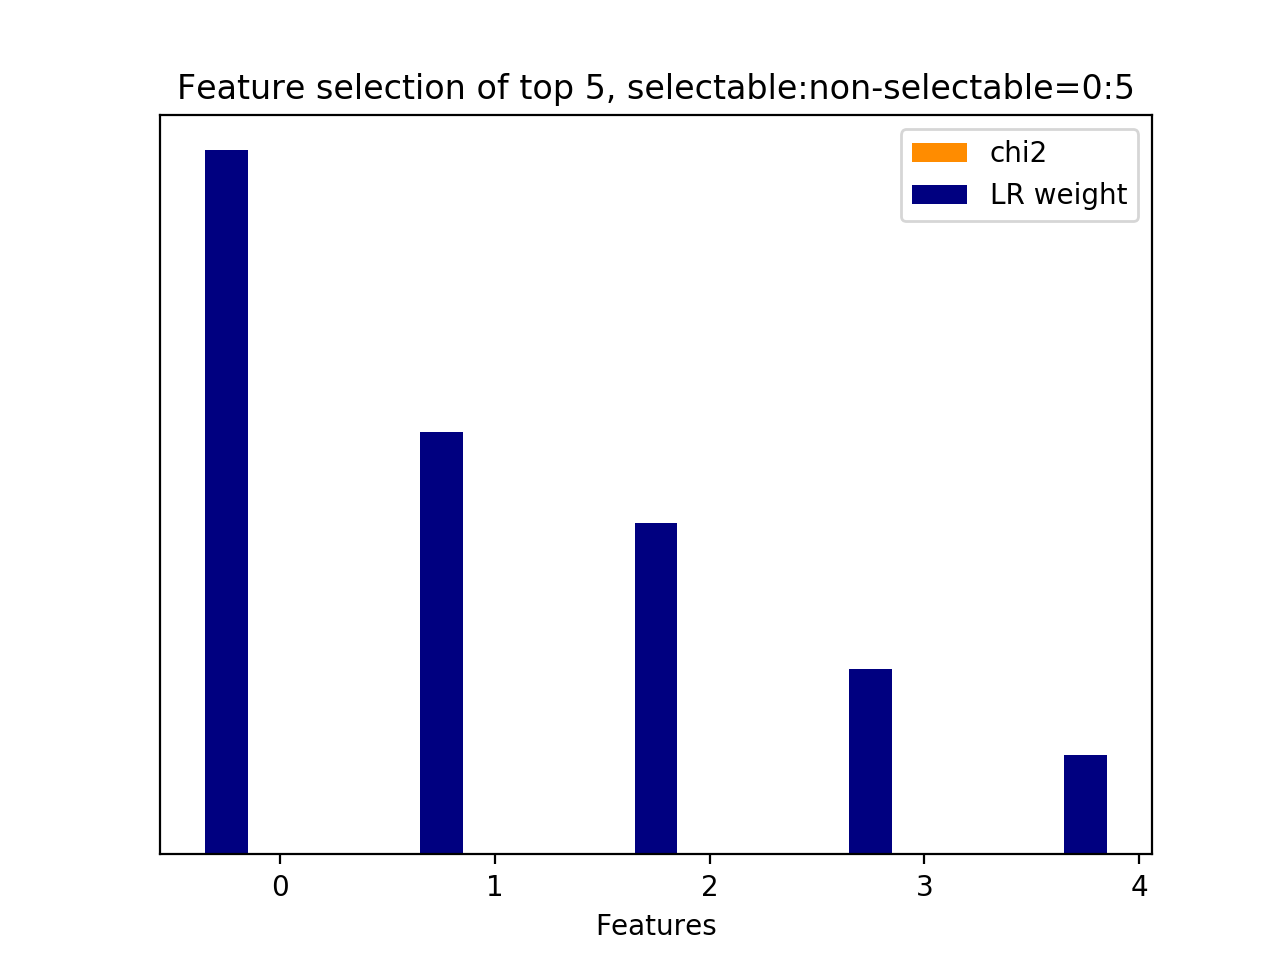 Feature selection of top 5, selectable:non-selectable=0:5
chi2
LR weight
0 1 2 3 4
Features